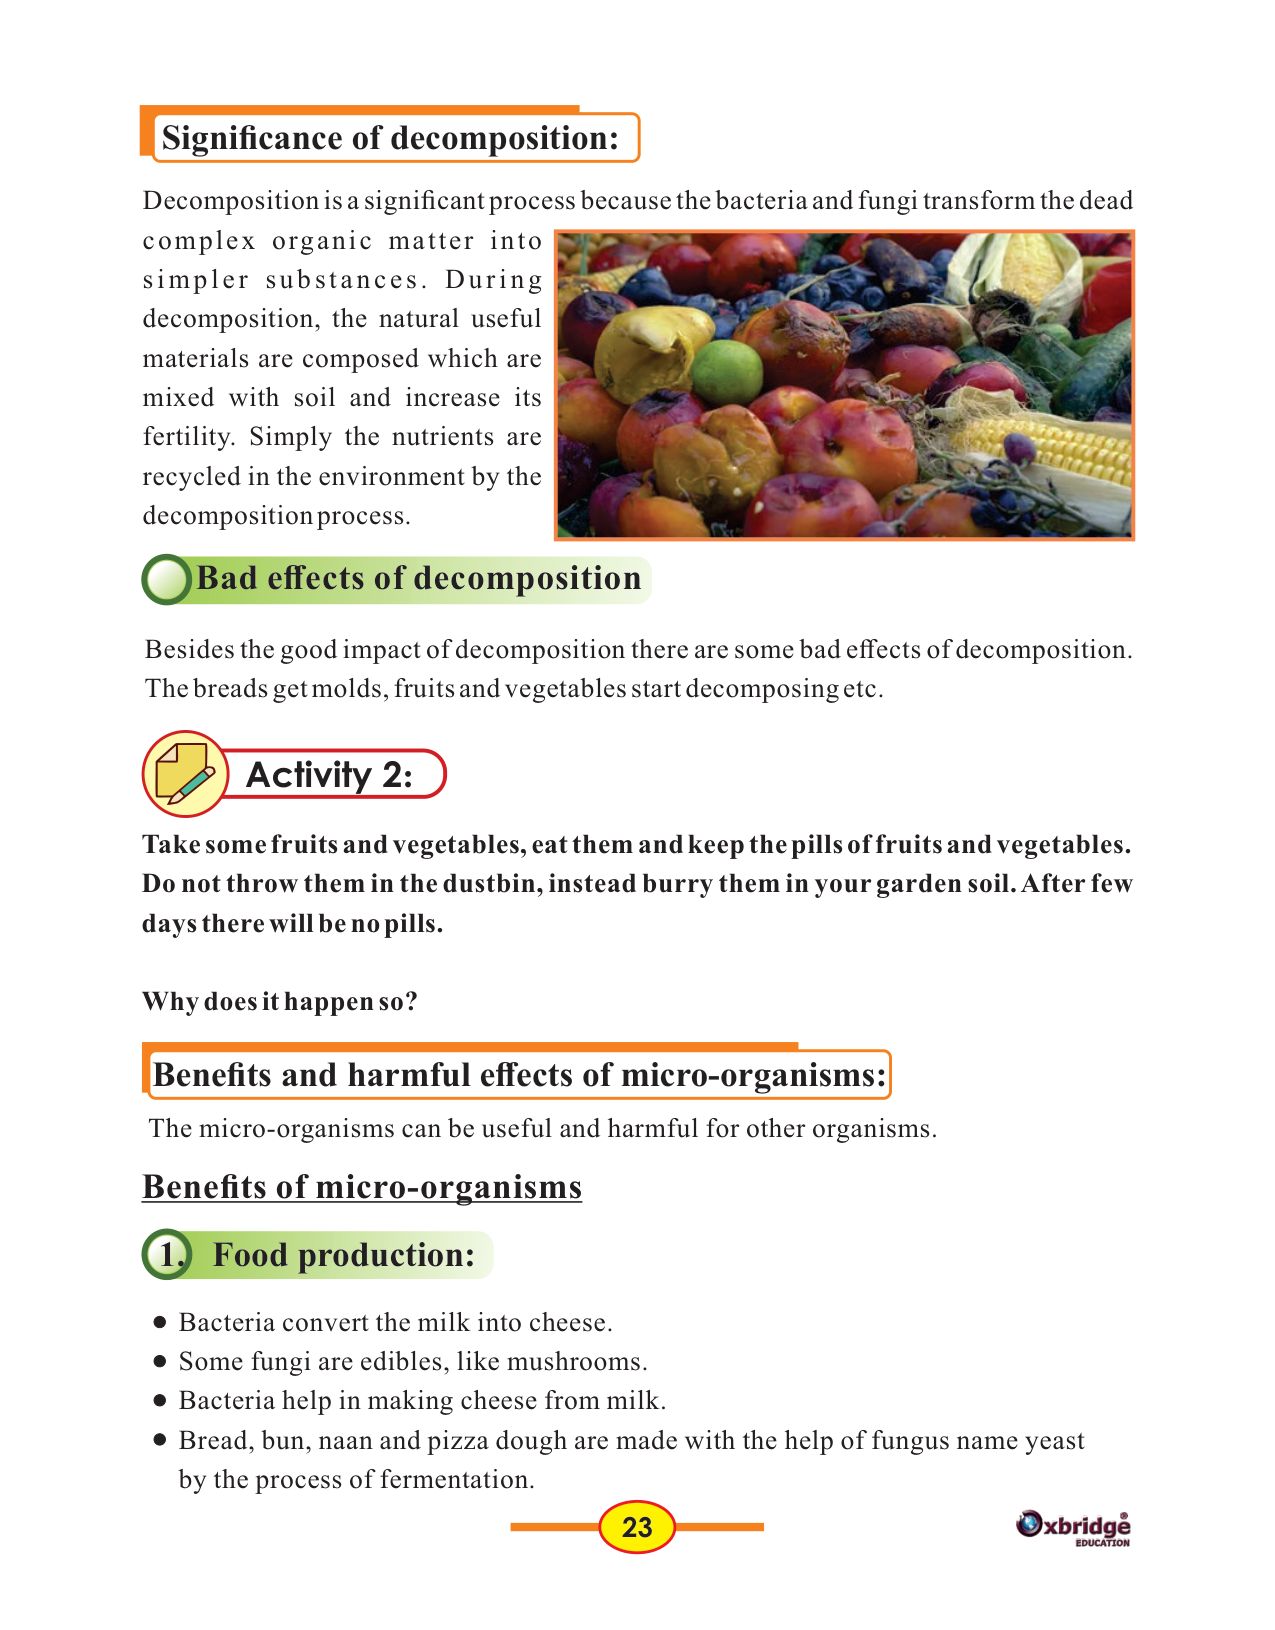 Significance of decomposition:
Decomposition is a significant process because the bacteria and fungi transform the dead
complex organic matter into
simpler substances. During
decomposition, the natural useful
materials are composed which are
mixed with soil and increase its
fertility. Simply the nutrients are
recycled in the environment by the
decomposition process.
Bad effects of decomposition
Besides the good impact of decomposition there are some bad effects of decomposition.
The breads get molds, fruits and vegetables start decomposing etc.
Activity 2:
Take some fruits and vegetables, eat them and keep the pills of fruits and vegetables.
Do not throw them in the dustbin, instead burry them in your garden soil. After few
days there will be no pills.
Why does it happen so?
Benefits and harmful effects of micro-organisms:
The micro-organisms can be useful and harmful for other organisms.
Benefits of micro-organisms
1. Food production:
● Bacteria convert the milk into cheese.
● Some fungi are edibles, like mushrooms.
● Bacteria help in making cheese from milk.
● Bread, bun, naan and pizza dough are made with the help of fungus name yeast
by the process of fermentation.
23
Oxbridge®
EDUCATION